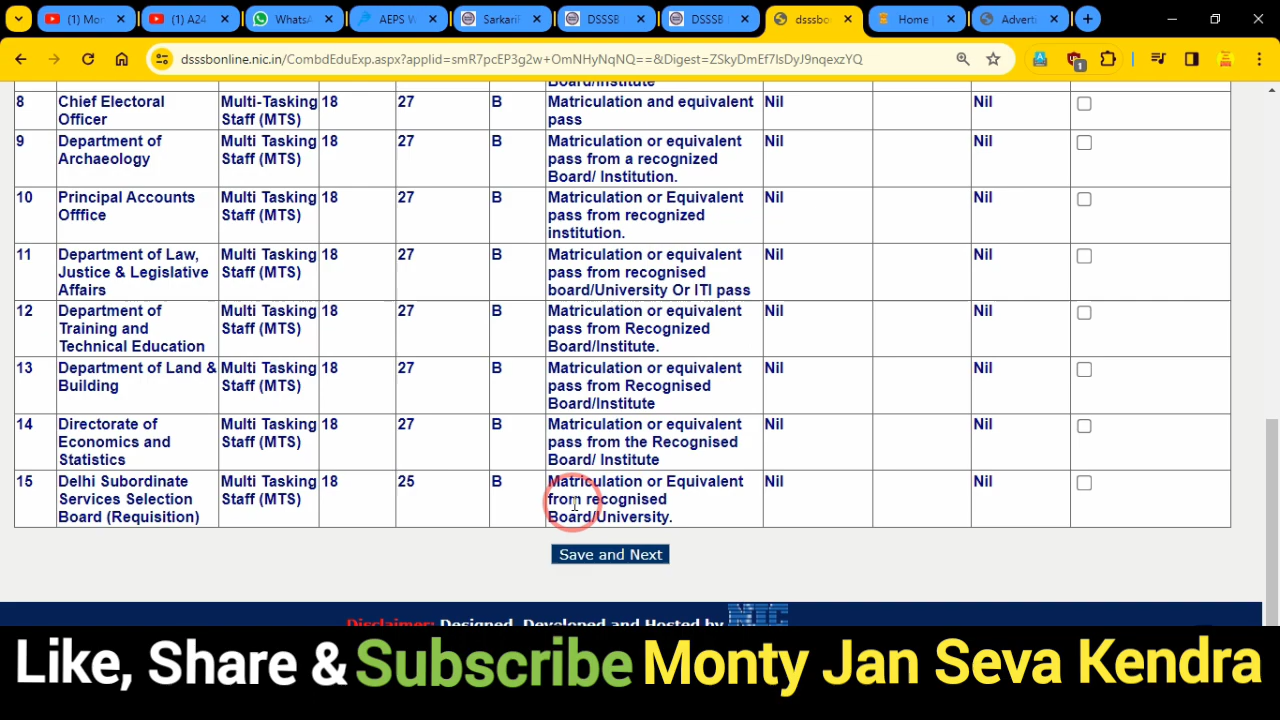 (1) Mon
(1) A24
WhatsA
AEPS W
SarkariT
DSSSB
DSSSB
dsssbo
Home
Adverti
dsssbonline.nic.in/CombdEduExp.aspx?applid=smR7pcEP3g2w+OmNHyNqNQ==&Digest=ZSkyDmEf7lsDyJ9nqexzYQ
1
Board/Institute
8 Chief Electoral Multi-Tasking 18 27 B Matriculation and equivalent Nil Nil
Officer Staff (MTS) pass
9 Department of Multi Tasking 18 27 B Matriculation or equivalent Nil Nil
Archaeology Staff (MTS) pass from a recognized
Board/ Institution.
10 Principal Accounts Multi Tasking 18 27 B Matriculation or Equivalent Nil Nil
Offfice Staff (MTS) pass from recognized
institution.
11 Department of Law, Multi Tasking 18 27 B Matriculation or equivalent Nil Nil
Justice & Legislative Staff (MTS) pass from recognised
Affairs board/University Or ITI pass
12 Department of Multi Tasking 18 27 B Matriculation or equivalent Nil Nil
Training and Staff (MTS) pass from Recognized
Technical Education Board/Institute.
13 Department of Land & Multi Tasking 18 27 B Matriculation or equivalent Nil Nil
Building Staff (MTS) pass from Recognised
Board/Institute
14 Directorate of Multi Tasking 18 27 B Matriculation or equivalent Nil Nil
Economics and Staff (MTS) pass from the Recognised
Statistics Board/ Institute
15 Delhi Subordinate Multi Tasking 18 25 B Matriculation or Equivalent Nil Nil
Services Selection Staff (MTS) from recognised
Board (Requisition) Board/University.
Save and Next
Disclaimer: Designed, Developed and Hosted by
Like, Share & Subscribe Monty Jan Seva Kendra